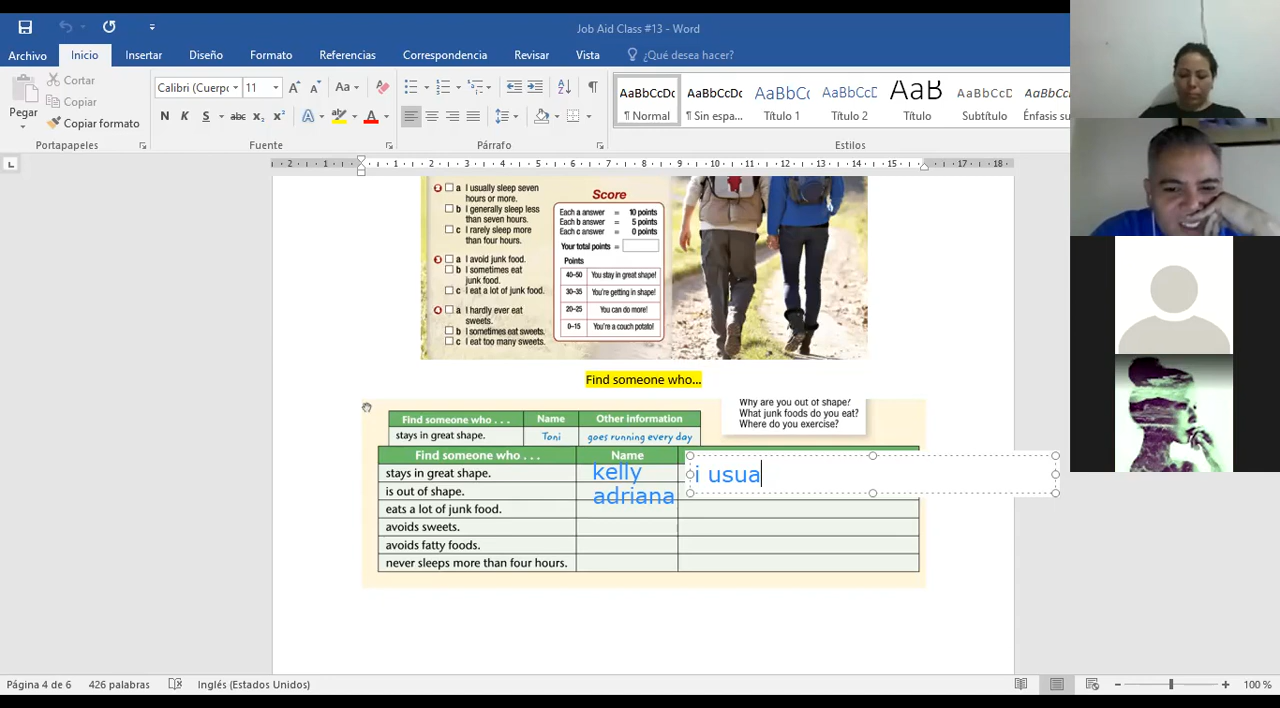 Job Aid Class #13 - Word
Archivo Inicio Insertar Diseño Formato Referencias Correspondencia Revisar Vista ¿Qué desea hacer?
Pegar
Cortar
Copiar
Copiar formato
Portapapeles
Calibri (Cuerpo 11
Fuente
Párrafo
AaBbCcDc AaBbCcDc AaBbCc AaBbCcD AaB AaBbCcD AaBbCcDc
¶ Normal ¶ Sin espa... Título 1 Título 2 Título Subtítulo Énfasis su
Estilos
a I usually sleep seven
hours or more.
b I generally sleep less
than seven hours.
c I rarely sleep more
than four hours.
a I avoid junk food.
b I sometimes eat
junk food.
c I eat a lot of junk food.
a I hardly ever eat
sweets.
b I sometimes eat sweets.
c I eat too many sweets.
Score
Each a answer = 10 points
Each b answer = 5 points
Each c answer = 0 points
Your total points =
Points
40–50 You stay in great shape!
30–35 You're getting in shape!
20–25 You can do more!
0–15 You're a couch potato!
Find someone who...
Why are you out of shape?
What junk foods do you eat?
Where do you exercise?
Find someone who . . . Name Other information
stays in great shape. Toni goes running every day
Find someone who . . . Name
stays in great shape. kelly i usua
is out of shape. adriana
eats a lot of junk food.
avoids sweets.
avoids fatty foods.
never sleeps more than four hours.
Página 4 de 6 426 palabras Inglés (Estados Unidos) 100 %